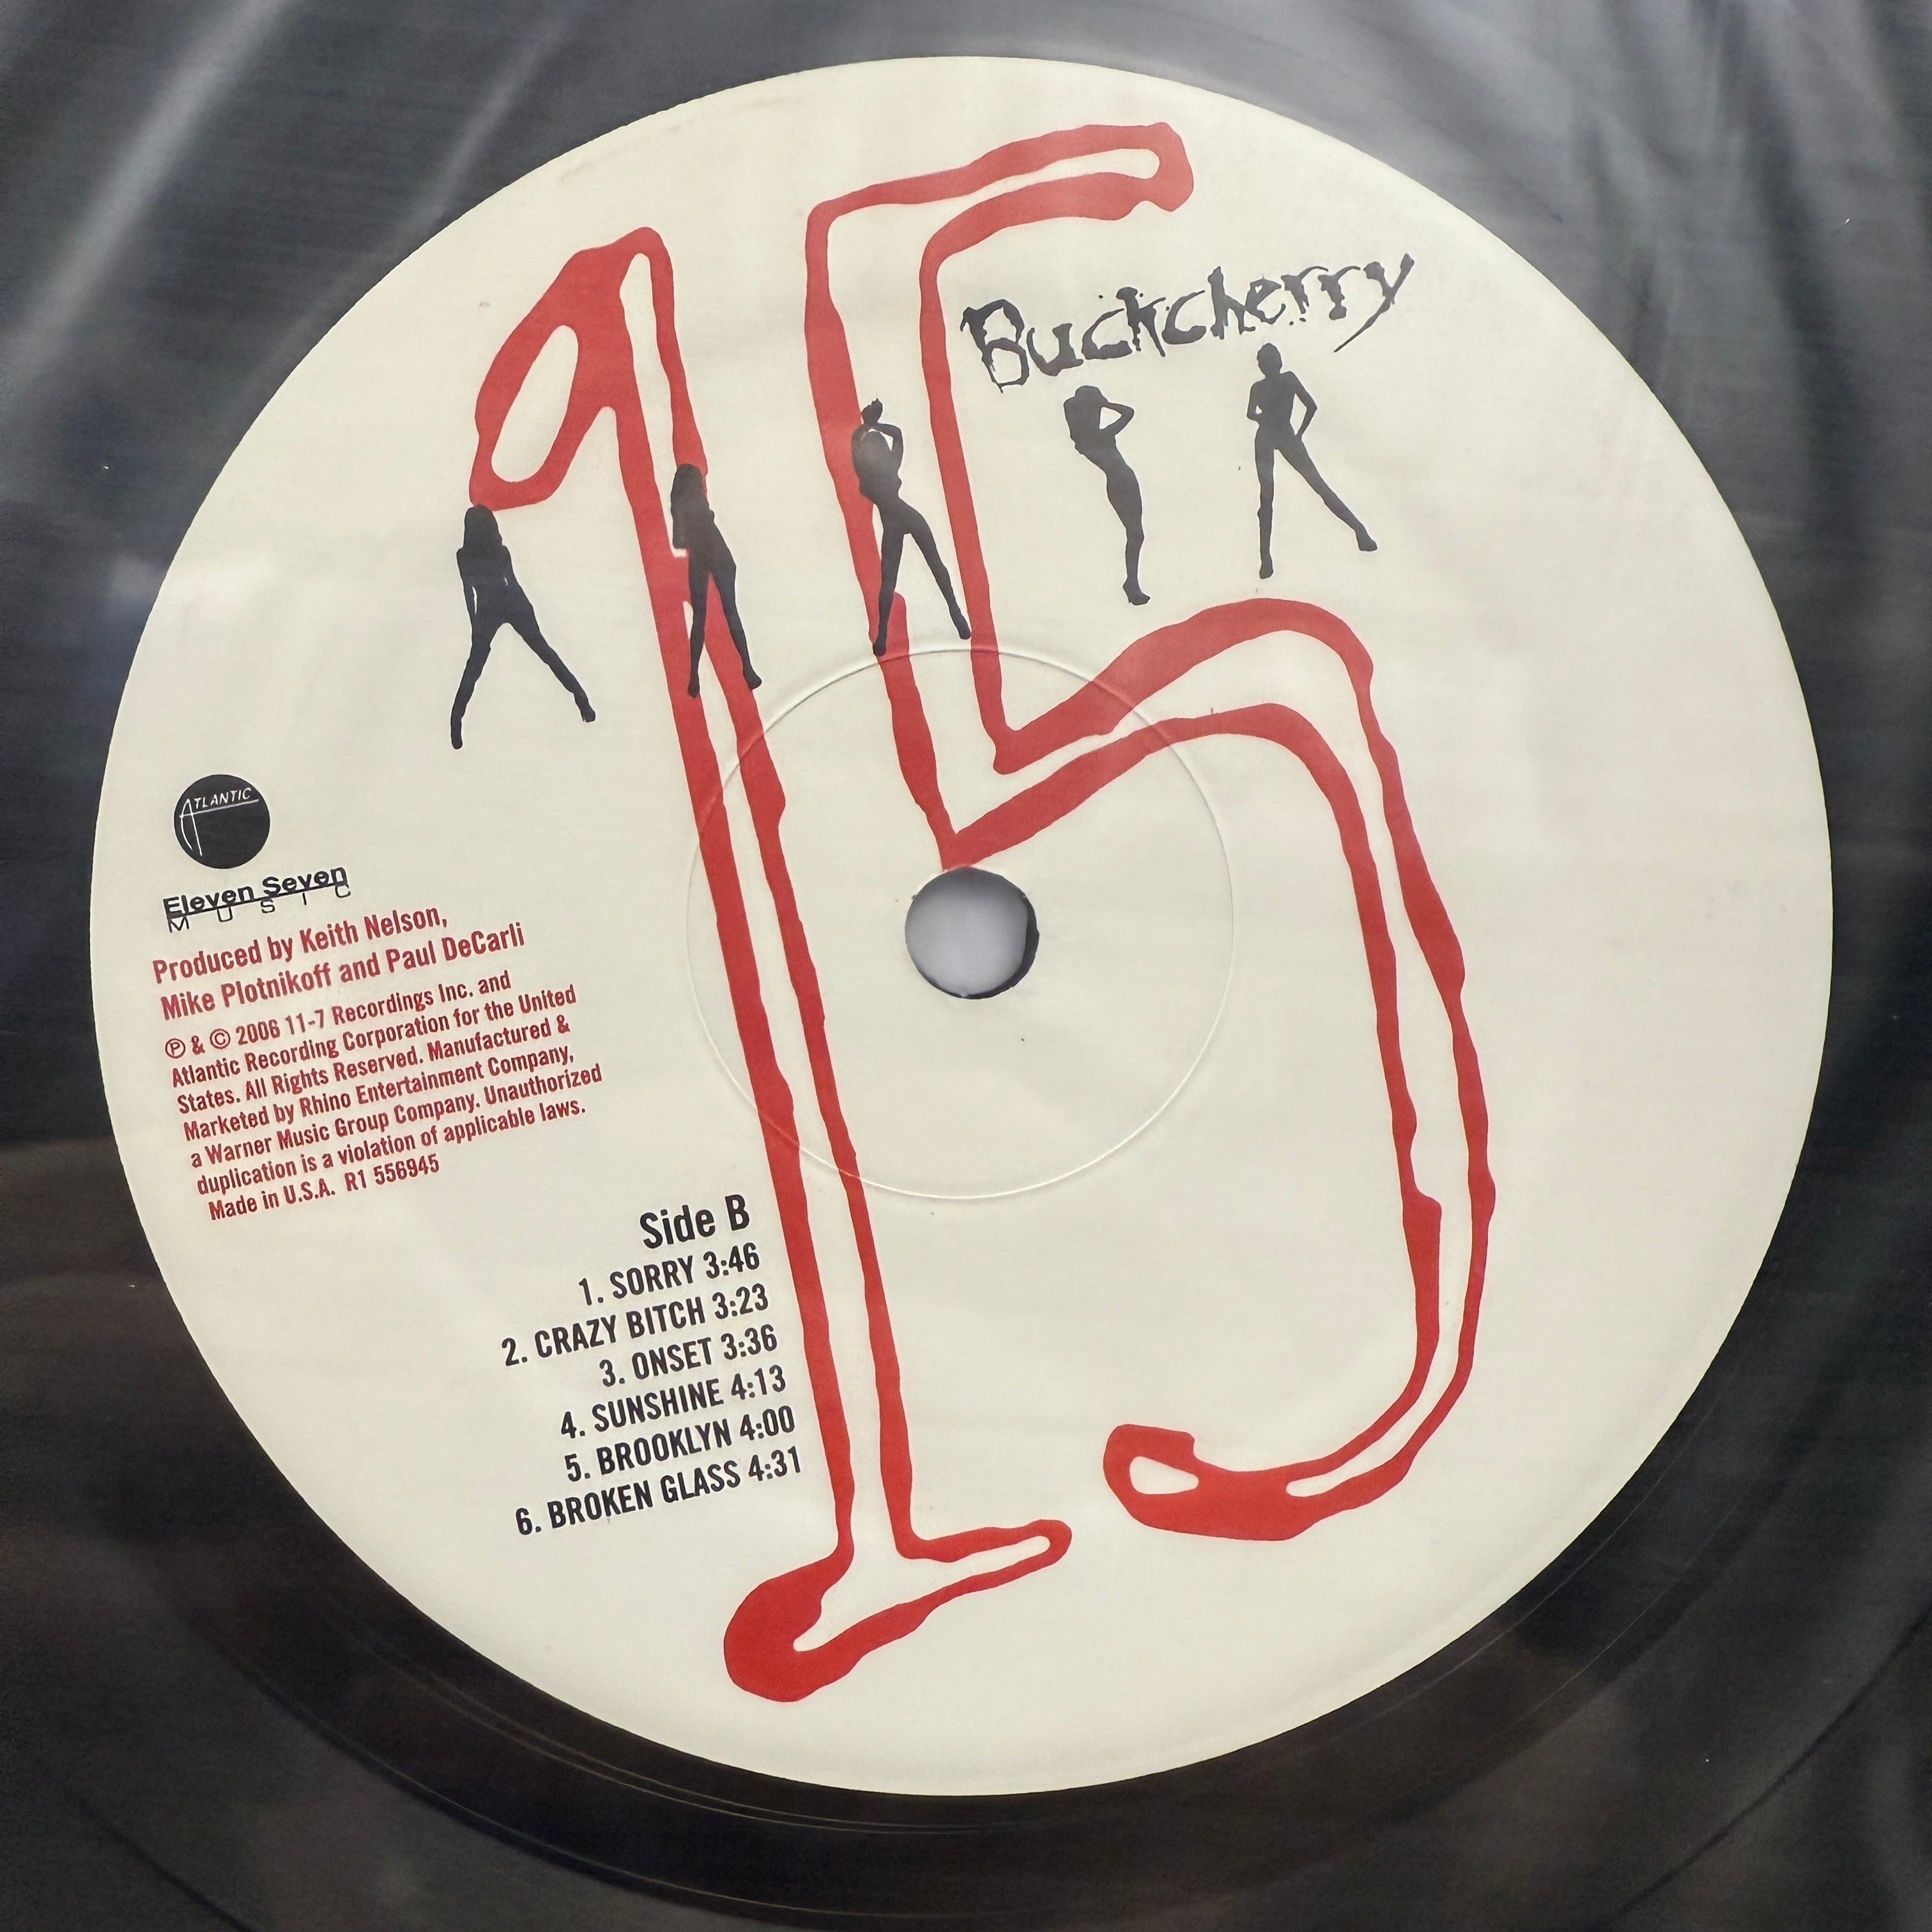 15
Buckcherry
ATLANTIC
Eleven Seven
MUSIC
Produced by Keith Nelson,
Mike Plotnikoff and Paul DeCarli
℗ & © 2006 11-7 Recordings Inc. and
Atlantic Recording Corporation for the United
States. All Rights Reserved. Manufactured &
Marketed by Rhino Entertainment Company,
a Warner Music Group Company. Unauthorized
duplication is a violation of applicable laws.
Made in U.S.A. R1 556945
Side B
1. SORRY 3:46
2. CRAZY BITCH 3:23
3. ONSET 3:36
4. SUNSHINE 4:13
5. BROOKLYN 4:00
6. BROKEN GLASS 4:31